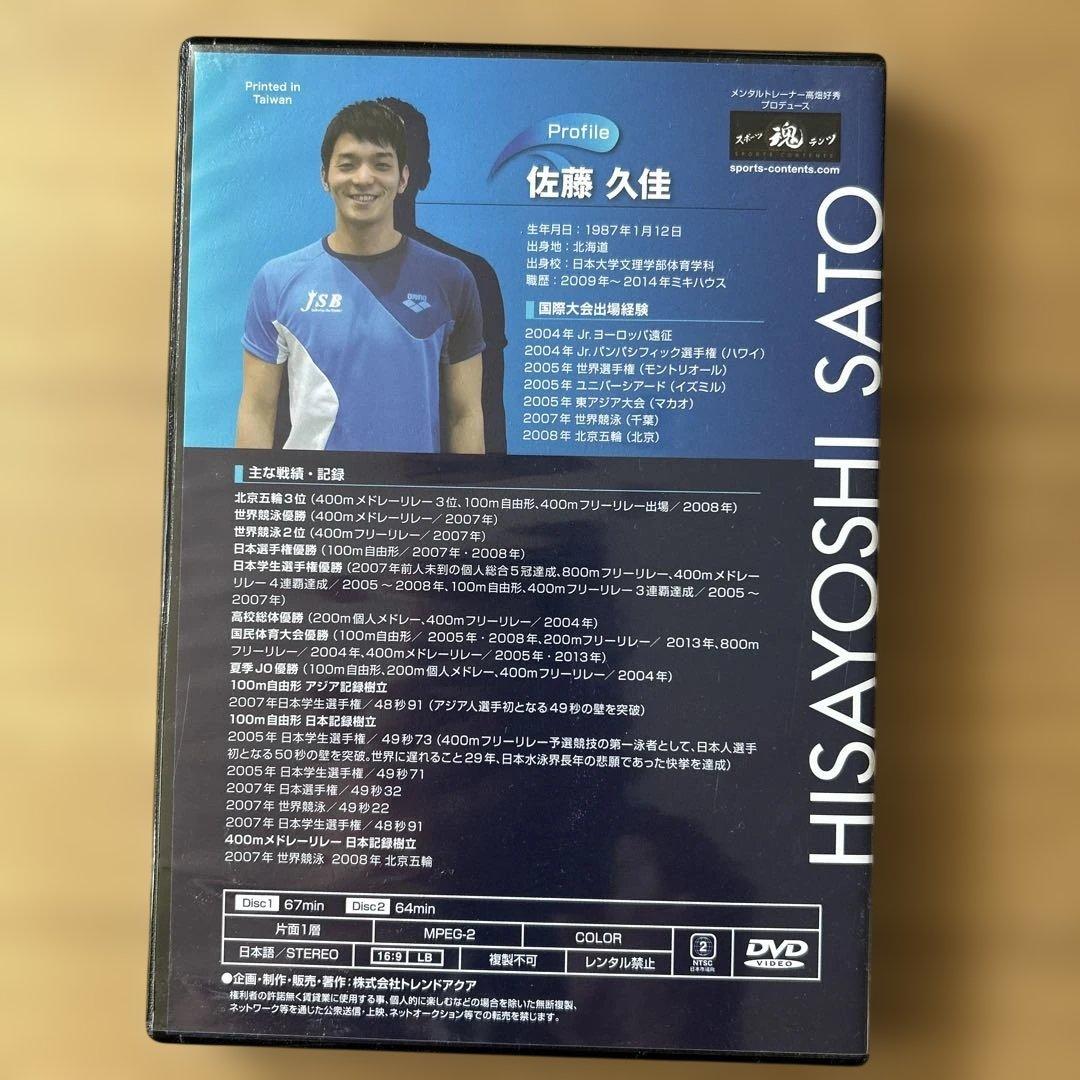 Printed in
Taiwan
メンタルトレーナー高畑好秀
プロデュース
スポーツ 魂 テンツ
SPORTS-CONTENTS
sports-contents.com
Profile
佐藤 久佳
生年月日：1987年1月12日
出身地：北海道
出身校：日本大学文理学部体育学科
職歴：2009年〜2014年ミキハウス
国際大会出場経験
2004年 Jr.ヨーロッパ遠征
2004年 Jr.パンパシフィック選手権（ハワイ）
2005年 世界選手権（モントリオール）
2005年 ユニバーシアード（イズミル）
2005年 東アジア大会（マカオ）
2007年 世界競泳（千葉）
2008年 北京五輪（北京）
JSB
arena
HISAYOSHI SATO
主な戦績・記録
北京五輪3位（400mメドレーリレー3位、100m自由形、400mフリーリレー出場／2008年）
世界競泳優勝（400mメドレーリレー／2007年）
世界競泳2位（400mフリーリレー／2007年）
日本選手権優勝（100m自由形／2007年・2008年）
日本学生選手権優勝（2007年前人未到の個人総合5冠達成、800mフリーリレー、400mメドレー
リレー4連覇達成／2005〜2008年、100m自由形、400mフリーリレー3連覇達成／2005〜
2007年）
高校総体優勝（200m個人メドレー、400mフリーリレー／2004年）
国民体育大会優勝（100m自由形／2005年・2008年、200mフリーリレー／2013年、800m
フリーリレー／2004年、400mメドレーリレー／2005年・2013年）
夏季JO優勝（100m自由形、200m個人メドレー、400mフリーリレー／2004年）
100m自由形 アジア記録樹立
2007年日本学生選手権／48秒91（アジア人選手初となる49秒の壁を突破）
100m自由形 日本記録樹立
2005年 日本学生選手権／49秒73（400mフリーリレー予選競技の第一泳者として、日本人選手
初となる50秒の壁を突破。世界に遅れること29年、日本水泳界長年の悲願であった快挙を達成）
2005年 日本学生選手権／49秒71
2007年 日本選手権／49秒32
2007年 世界競泳／49秒22
2007年 日本学生選手権／48秒91
400mメドレーリレー 日本記録樹立
2007年 世界競泳 2008年 北京五輪
Disc1 67min Disc2 64min
片面1層 MPEG-2 COLOR
2 NTSC 日本市場向
DVD VIDEO
日本語／STEREO 16:9 LB 複製不可 レンタル禁止
●企画・制作・販売・著作：株式会社トレンドアクア
権利者の許諾無く賃貸業に使用する事、個人的に楽しむなどの場合を除いた無断複製、
ネットワーク等を通じた公衆送信・上映、ネットオークション等での転売を禁じます。